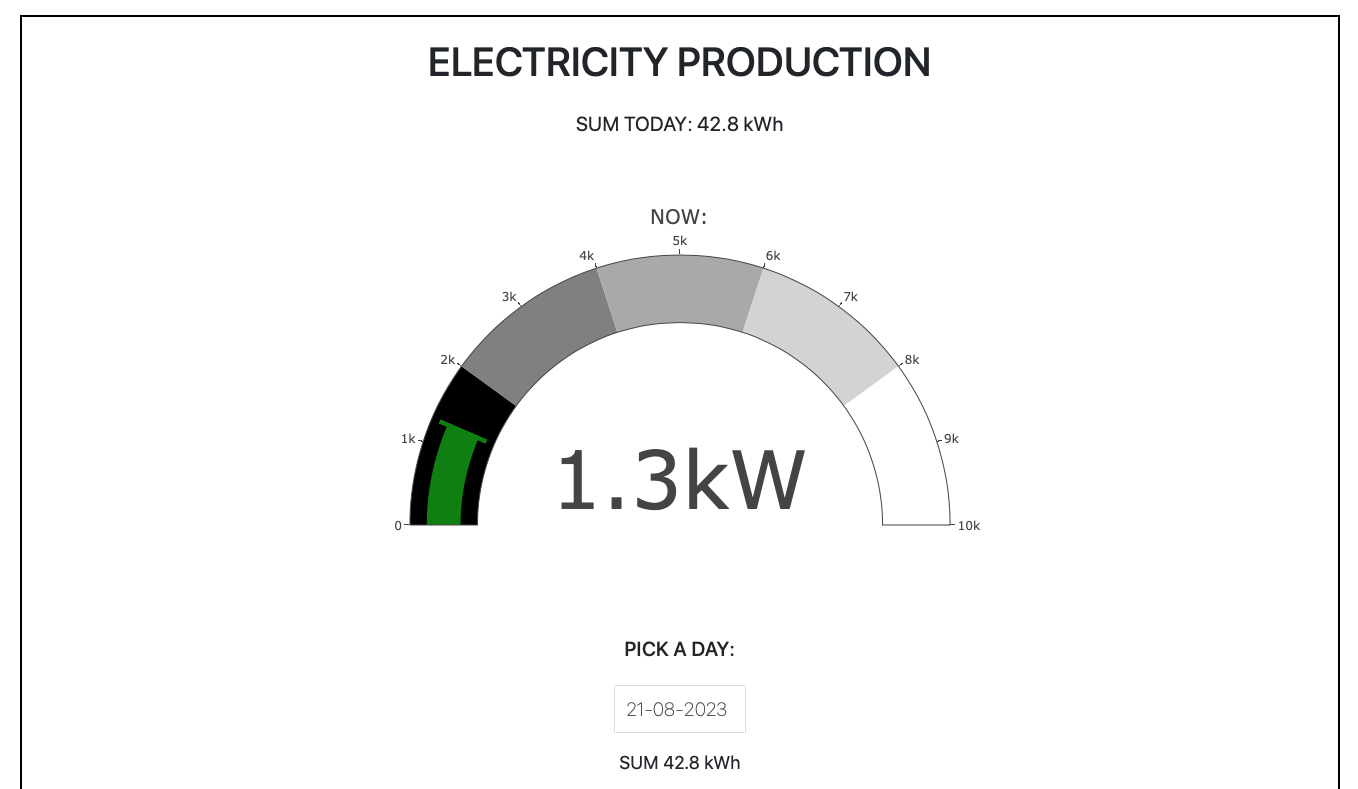 ELECTRICITY PRODUCTION
SUM TODAY: 42.8 kWh
NOW:
0
1k
2k
3k
4k
5k
6k
7k
8k
9k
10k
1.3kW
PICK A DAY:
21-08-2023
SUM 42.8 kWh